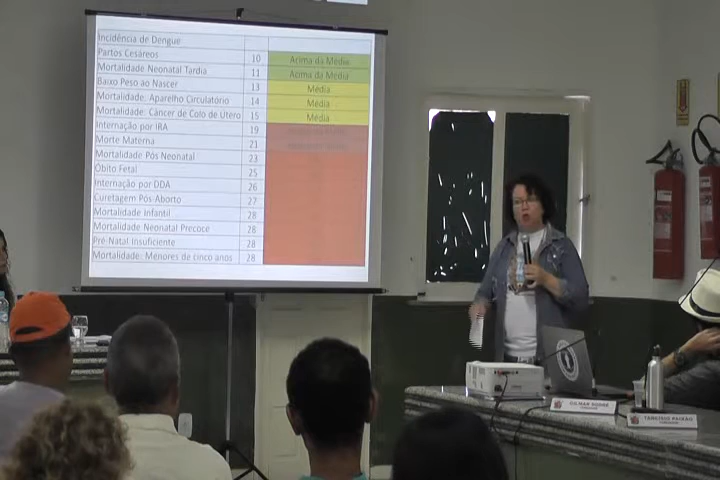 Incidência de Dengue
Partos Cesáreos 10 Acima da Média
Mortalidade Neonatal Tardia 11 Acima da Média
Baixo Peso ao Nascer 13 Média
Mortalidade. Aparelho Circulatório 14 Média
Mortalidade: Câncer de Colo de Útero 15 Média
Internação por IRA 19
Morte Materna 21
Mortalidade Pós Neonatal 23
Óbito Fetal 25
Internação por DDA 26
Curetagem Pós-Aborto 27
Mortalidade Infantil 28
Mortalidade Neonatal Precoce 28
Pré-Natal Insuficiente 28
Mortalidade: Menores de cinco anos 28